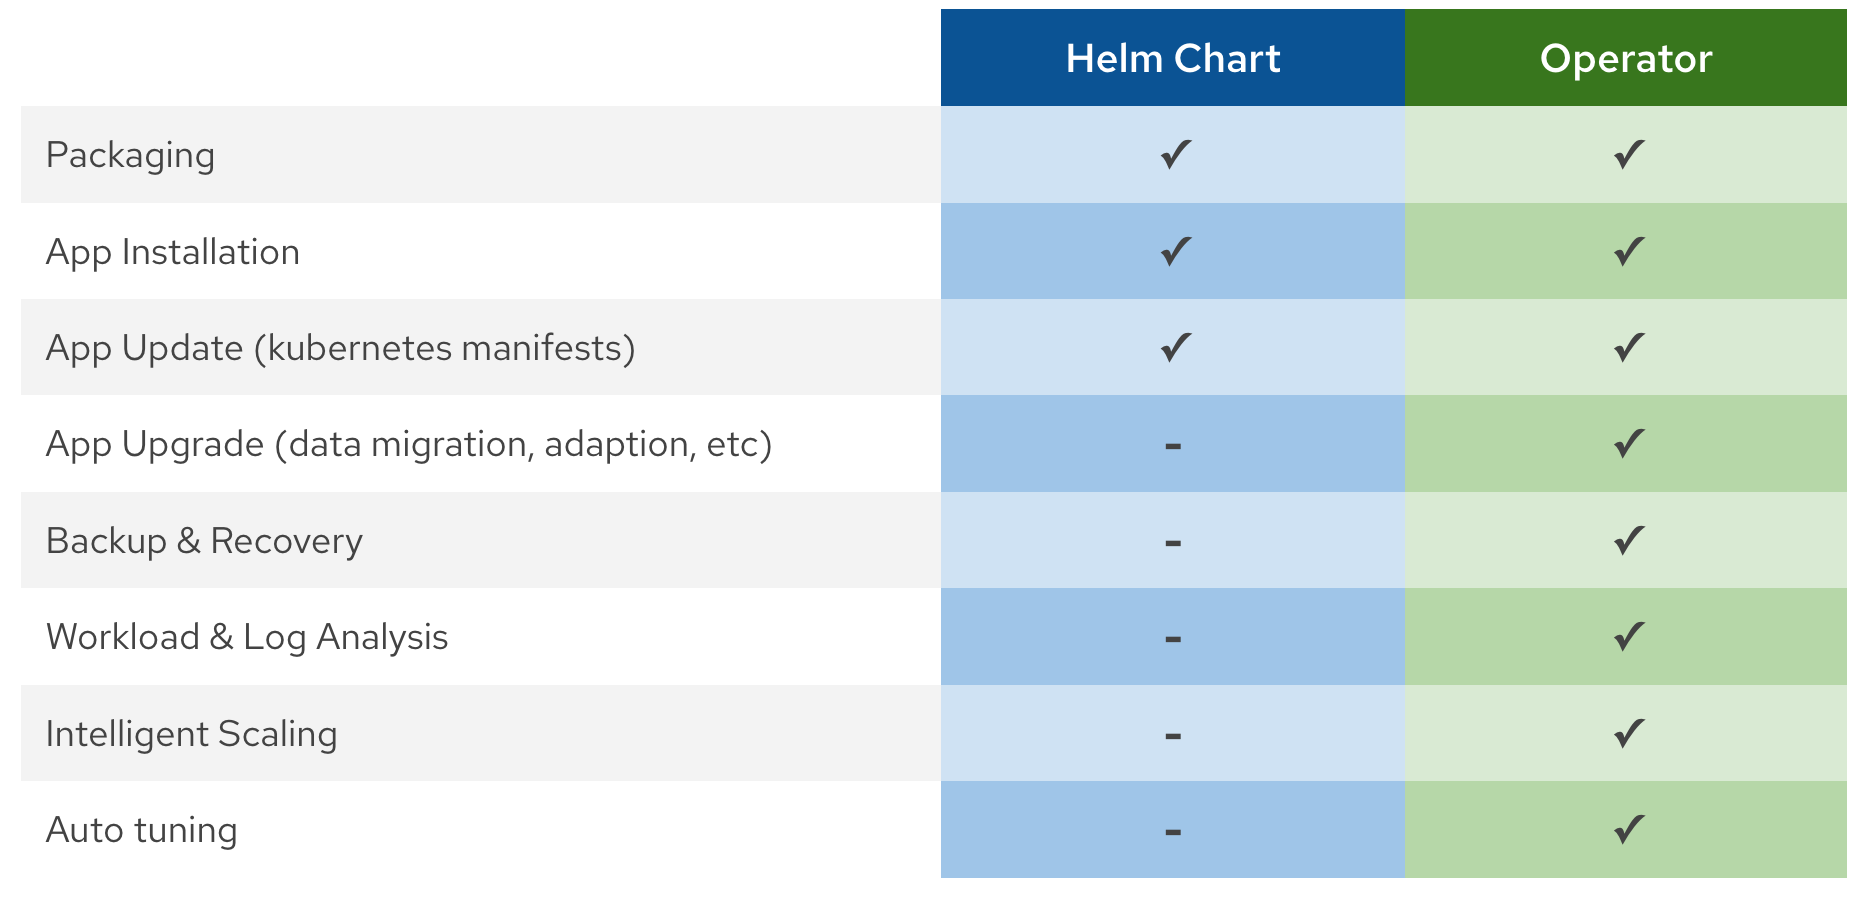 Helm Chart Operator
Packaging ✓ ✓
App Installation ✓ ✓
App Update (kubernetes manifests) ✓ ✓
App Upgrade (data migration, adaption, etc) - ✓
Backup & Recovery - ✓
Workload & Log Analysis - ✓
Intelligent Scaling - ✓
Auto tuning - ✓